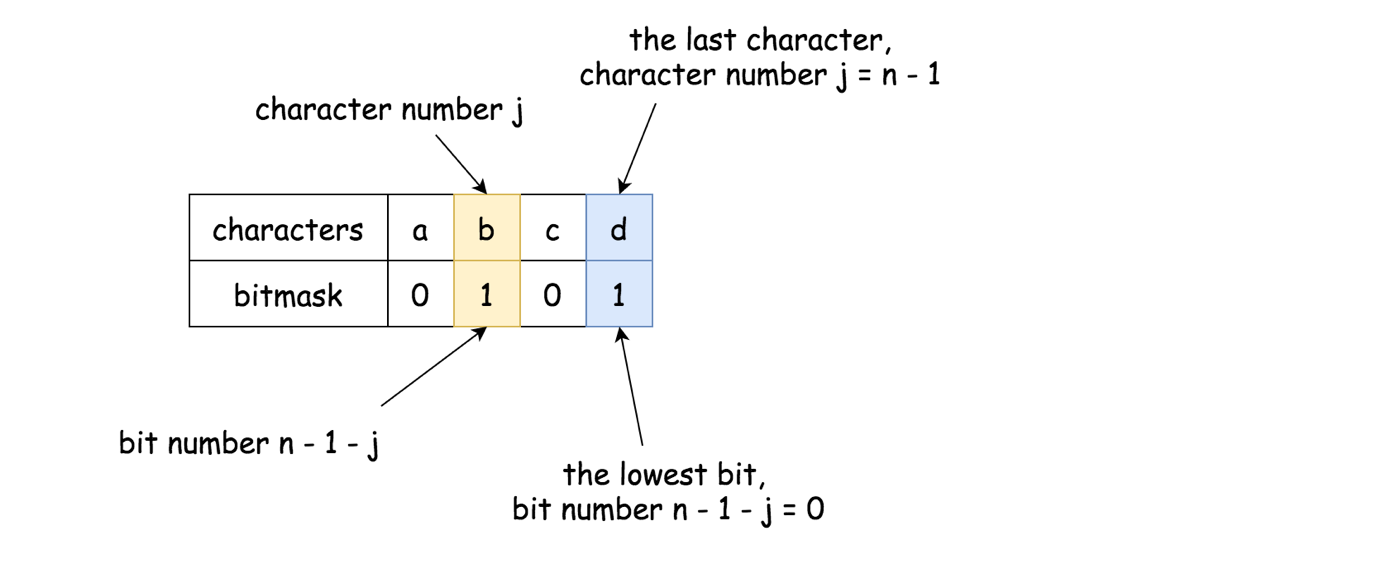 the last character,
character number j = n - 1
character number j
characters a b c d
bitmask 0 1 0 1
bit number n - 1 - j
the lowest bit,
bit number n - 1 - j = 0